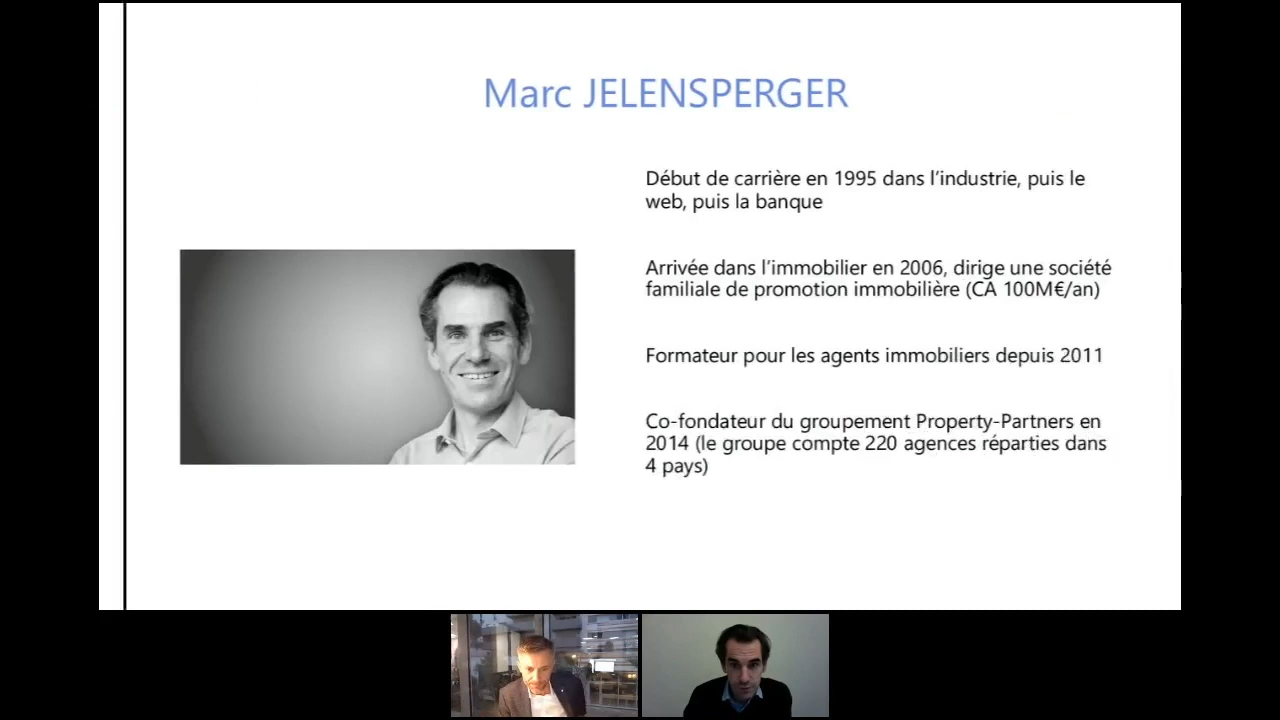 Marc JELENSPERGER
Début de carrière en 1995 dans l'industrie, puis le
web, puis la banque
Arrivée dans l'immobilier en 2006, dirige une société
familiale de promotion immobilière (CA 100M€/an)
Formateur pour les agents immobiliers depuis 2011
Co-fondateur du groupement Property-Partners en
2014 (le groupe compte 220 agences réparties dans
4 pays)